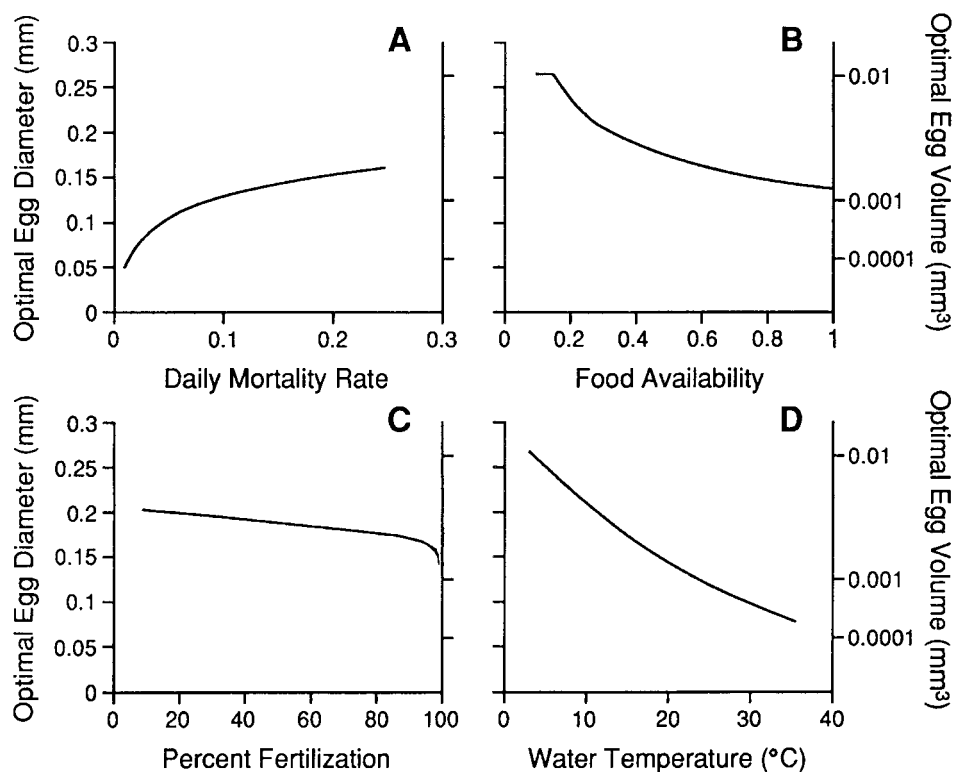 A
Optimal Egg Diameter (mm)
0.3
0.25
0.2
0.15
0.1
0.05
0
0 0.1 0.2 0.3
Daily Mortality Rate
B
0 0.2 0.4 0.6 0.8 1
Food Availability
0.01
0.001
0.0001
Optimal Egg Volume (mm³)
C
Optimal Egg Diameter (mm)
0.3
0.25
0.2
0.15
0.1
0.05
0
0 20 40 60 80 100
Percent Fertilization
D
0 10 20 30 40
Water Temperature (°C)
0.01
0.001
0.0001
Optimal Egg Volume (mm³)